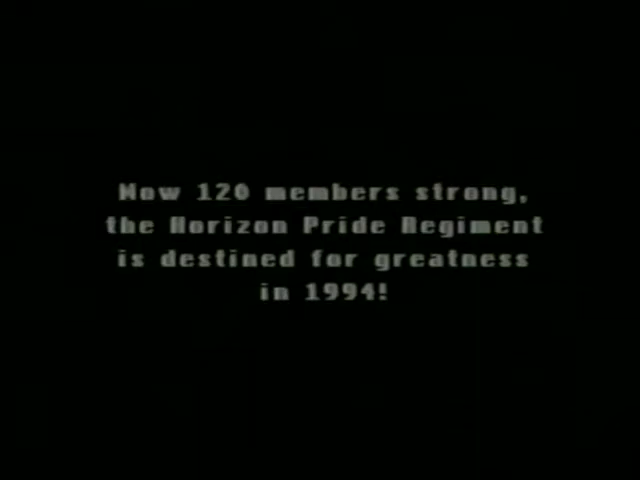 Now 120 members strong,
the Horizon Pride Regiment
is destined for greatness
in 1994!